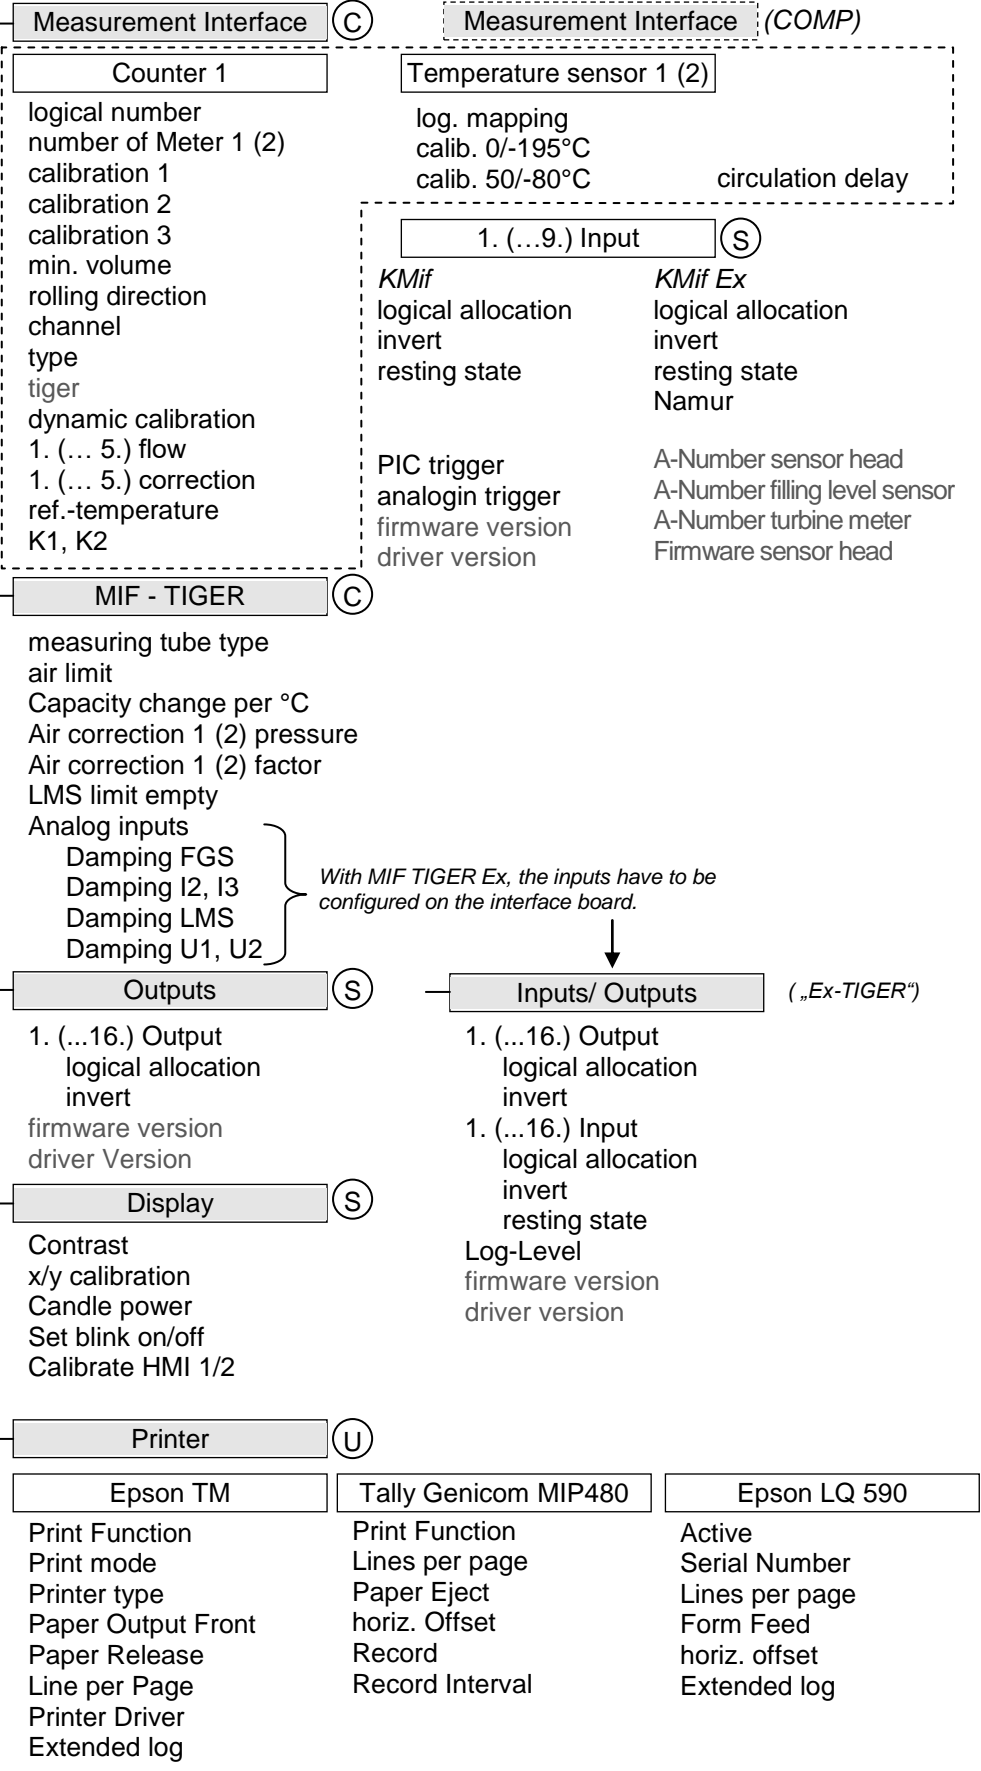 Measurement Interface C
Measurement Interface (COMP)
Counter 1
logical number
number of Meter 1 (2)
calibration 1
calibration 2
calibration 3
min. volume
rolling direction
channel
type
tiger
dynamic calibration
1. (… 5.) flow
1. (… 5.) correction
ref.-temperature
K1, K2
Temperature sensor 1 (2)
log. mapping
calib. 0/-195°C
calib. 50/-80°C
circulation delay
1. (…9.) Input S
KMif
logical allocation
invert
resting state
PIC trigger
analogin trigger
firmware version
driver version
KMif Ex
logical allocation
invert
resting state
Namur
A-Number sensor head
A-Number filling level sensor
A-Number turbine meter
Firmware sensor head
MIF - TIGER C
measuring tube type
air limit
Capacity change per °C
Air correction 1 (2) pressure
Air correction 1 (2) factor
LMS limit empty
Analog inputs
Damping FGS
Damping I2, I3
Damping LMS
Damping U1, U2
With MIF TIGER Ex, the inputs have to be
configured on the interface board.
Outputs S
1. (...16.) Output
logical allocation
invert
firmware version
driver Version
Inputs/ Outputs
( „Ex-TIGER“)
1. (...16.) Output
logical allocation
invert
1. (...16.) Input
logical allocation
invert
resting state
Log-Level
firmware version
driver version
Display S
Contrast
x/y calibration
Candle power
Set blink on/off
Calibrate HMI 1/2
Printer U
Epson TM
Print Function
Print mode
Printer type
Paper Output Front
Paper Release
Line per Page
Printer Driver
Extended log
Tally Genicom MIP480
Print Function
Lines per page
Paper Eject
horiz. Offset
Record
Record Interval
Epson LQ 590
Active
Serial Number
Lines per page
Form Feed
horiz. offset
Extended log